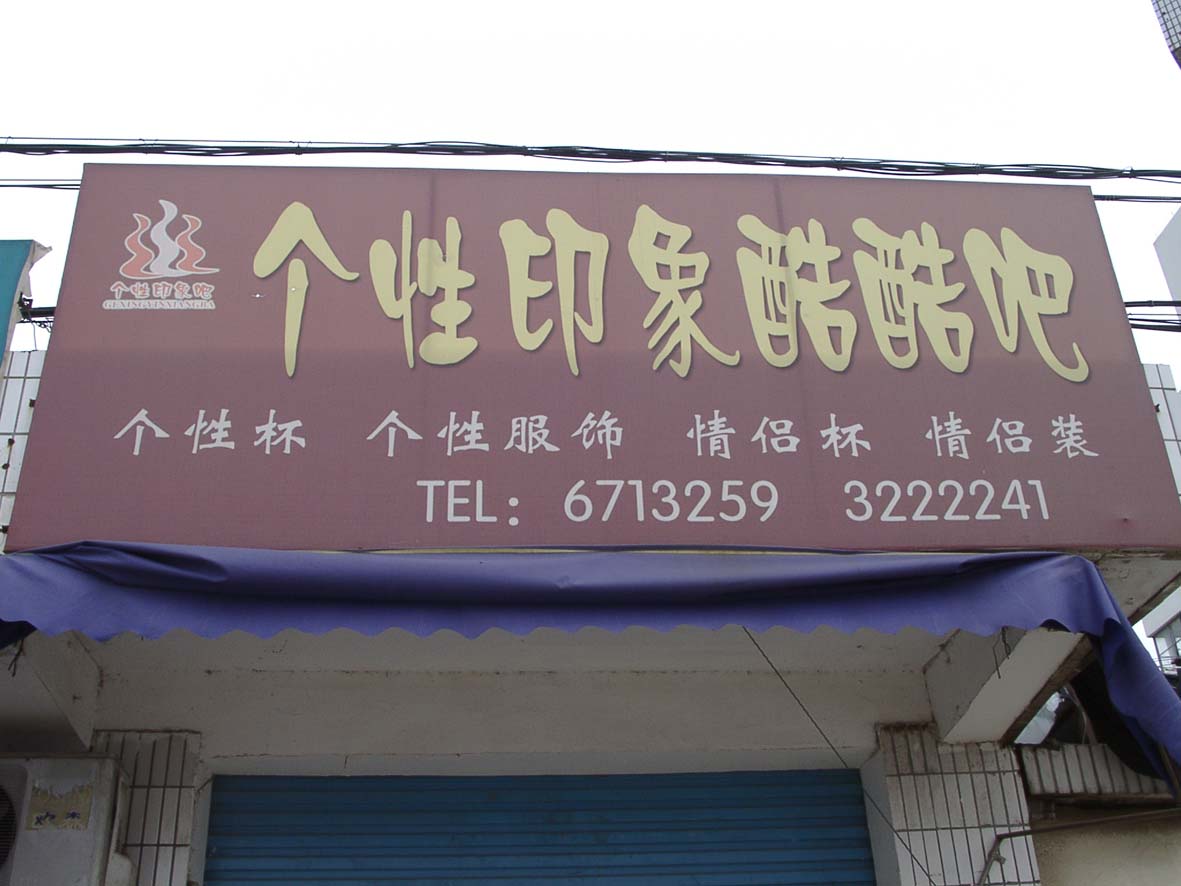 个性印象酷酷吧
个性印象吧
GEXINGYINXIANGBA
个性杯 个性服饰 情侣杯 情侣装
TEL：6713259 3222241